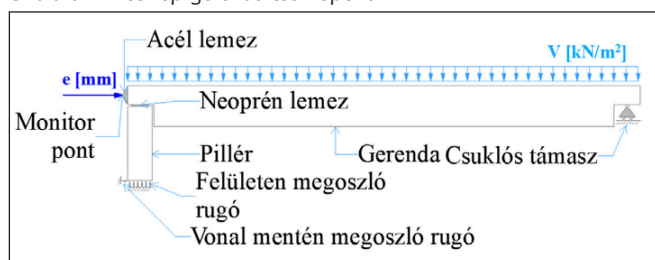 Acél lemez
V [kN/m²]
e [mm]
Neoprén lemez
Monitor
pont
Pillér
Gerenda
Csuklós támasz
Felületen megoszló
rugó
Vonal mentén megoszló rugó